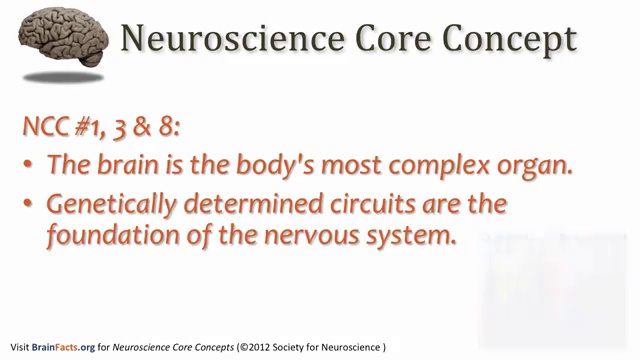 Neuroscience Core Concept
NCC #1, 3 & 8:
• The brain is the body's most complex organ.
• Genetically determined circuits are the
foundation of the nervous system.
Visit BrainFacts.org for Neuroscience Core Concepts (©2012 Society for Neuroscience )